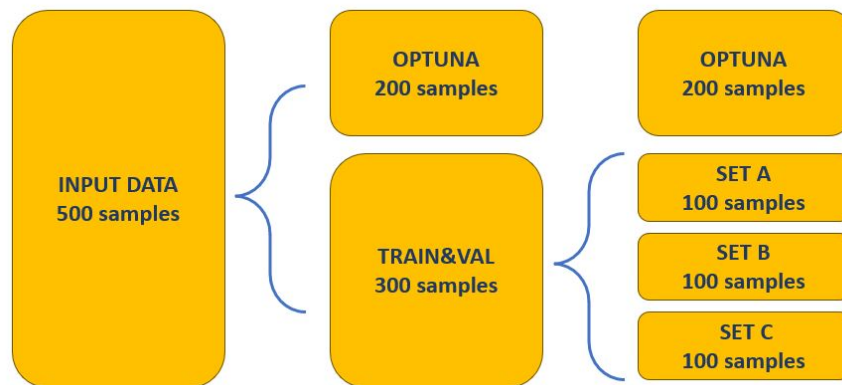 INPUT DATA
500 samples
OPTUNA
200 samples
TRAIN&VAL
300 samples
OPTUNA
200 samples
SET A
100 samples
SET B
100 samples
SET C
100 samples